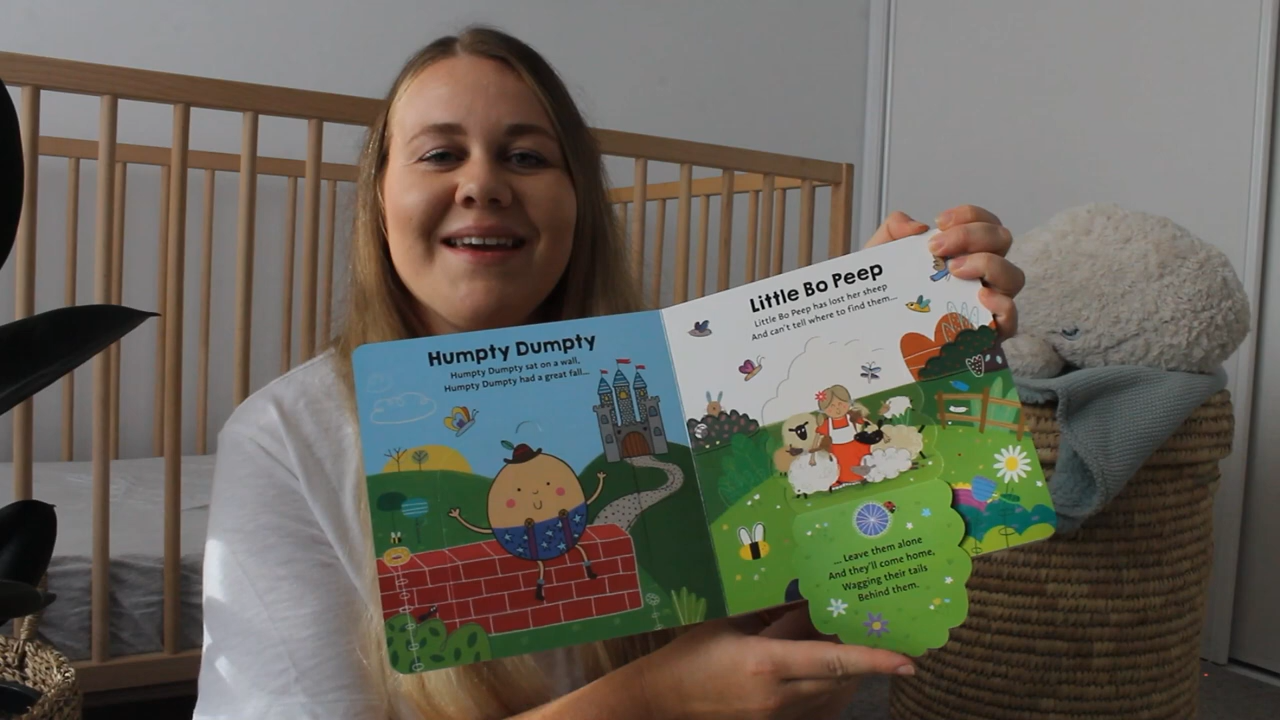 Humpty Dumpty
Humpty Dumpty sat on a wall,
Humpty Dumpty had a great fall...
Little Bo Peep
Little Bo Peep has lost her sheep
And can't tell where to find them...
...Leave them alone
And they'll come home,
Wagging their tails
Behind them.